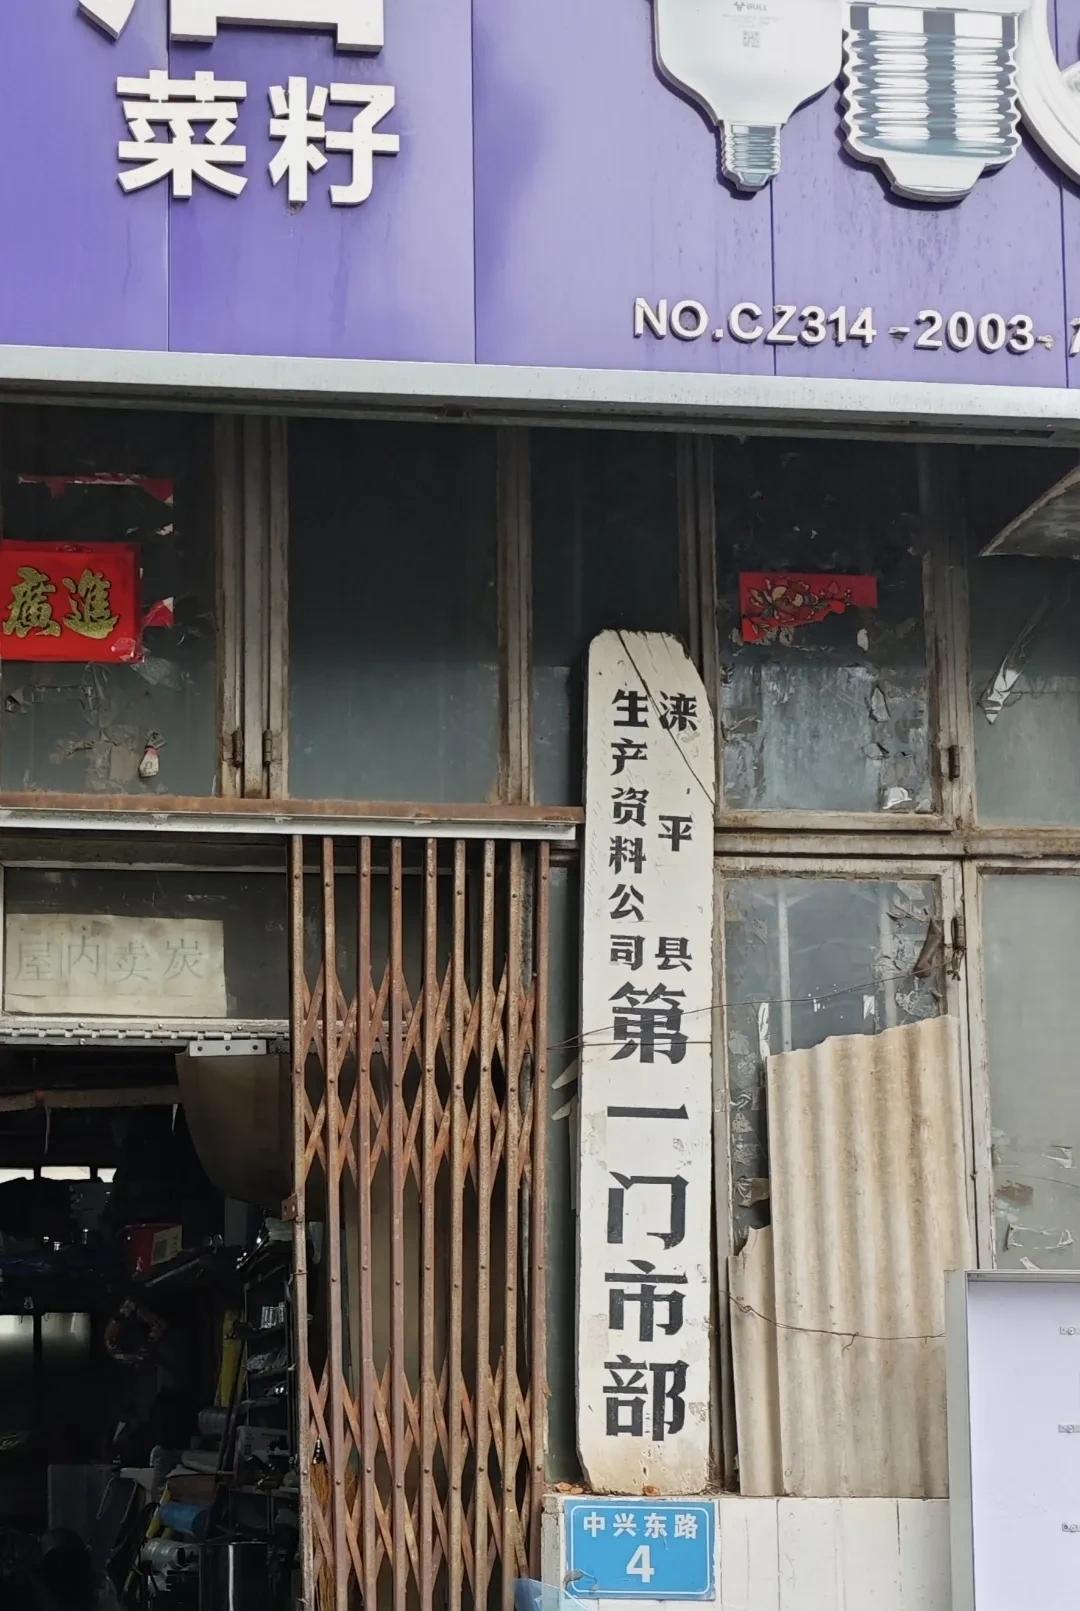 菜籽
NO.CZ314-2003-
廣進
滦平县
生产资料公司
第一门市部
屋内卖炭
中兴东路
4